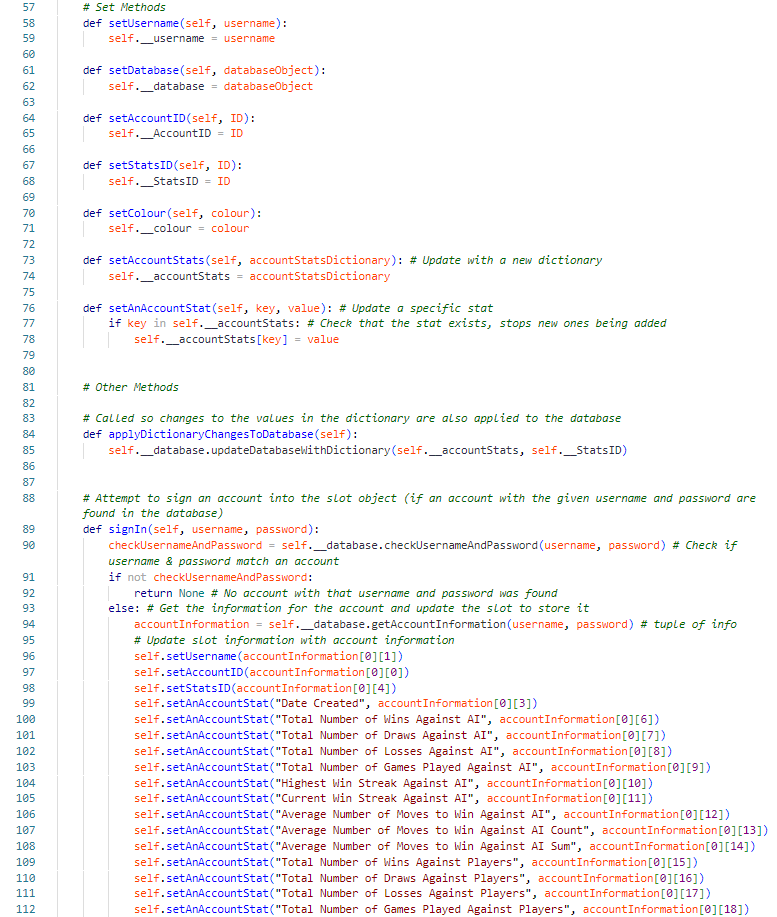 57 # Set Methods
58 def setUsername(self, username):
59 self.__username = username
60
61 def setDatabase(self, databaseObject):
62 self.__database = databaseObject
63
64 def setAccountID(self, ID):
65 self.__AccountID = ID
66
67 def setStatsID(self, ID):
68 self.__StatsID = ID
69
70 def setColour(self, colour):
71 self.__colour = colour
72
73 def setAccountStats(self, accountStatsDictionary): # Update with a new dictionary
74 self.__accountStats = accountStatsDictionary
75
76 def setAnAccountStat(self, key, value): # Update a specific stat
77 if key in self.__accountStats: # Check that the stat exists, stops new ones being added
78 self.__accountStats[key] = value
79
80
81 # Other Methods
82
83 # Called so changes to the values in the dictionary are also applied to the database
84 def applyDictionaryChangesToDatabase(self):
85 self.__database.updateDatabaseWithDictionary(self.__accountStats, self.__StatsID)
86
87
88 # Attempt to sign an account into the slot object (if an account with the given username and password are
found in the database)
89 def signIn(self, username, password):
90 checkUsernameAndPassword = self.__database.checkUsernameAndPassword(username, password) # Check if
username & password match an account
91 if not checkUsernameAndPassword:
92 return None # No account with that username and password was found
93 else: # Get the information for the account and update the slot to store it
94 accountInformation = self.__database.getAccountInformation(username, password) # tuple of info
95 # Update slot information with account information
96 self.setUsername(accountInformation[0][1])
97 self.setAccountID(accountInformation[0][0])
98 self.setStatsID(accountInformation[0][4])
99 self.setAnAccountStat("Date Created", accountInformation[0][3])
100 self.setAnAccountStat("Total Number of Wins Against AI", accountInformation[0][6])
101 self.setAnAccountStat("Total Number of Draws Against AI", accountInformation[0][7])
102 self.setAnAccountStat("Total Number of Losses Against AI", accountInformation[0][8])
103 self.setAnAccountStat("Total Number of Games Played Against AI", accountInformation[0][9])
104 self.setAnAccountStat("Highest Win Streak Against AI", accountInformation[0][10])
105 self.setAnAccountStat("Current Win Streak Against AI", accountInformation[0][11])
106 self.setAnAccountStat("Average Number of Moves to Win Against AI", accountInformation[0][12])
107 self.setAnAccountStat("Average Number of Moves to Win Against AI Count", accountInformation[0][13])
108 self.setAnAccountStat("Average Number of Moves to Win Against AI Sum", accountInformation[0][14])
109 self.setAnAccountStat("Total Number of Wins Against Players", accountInformation[0][15])
110 self.setAnAccountStat("Total Number of Draws Against Players", accountInformation[0][16])
111 self.setAnAccountStat("Total Number of Losses Against Players", accountInformation[0][17])
112 self.setAnAccountStat("Total Number of Games Played Against Players", accountInformation[0][18])